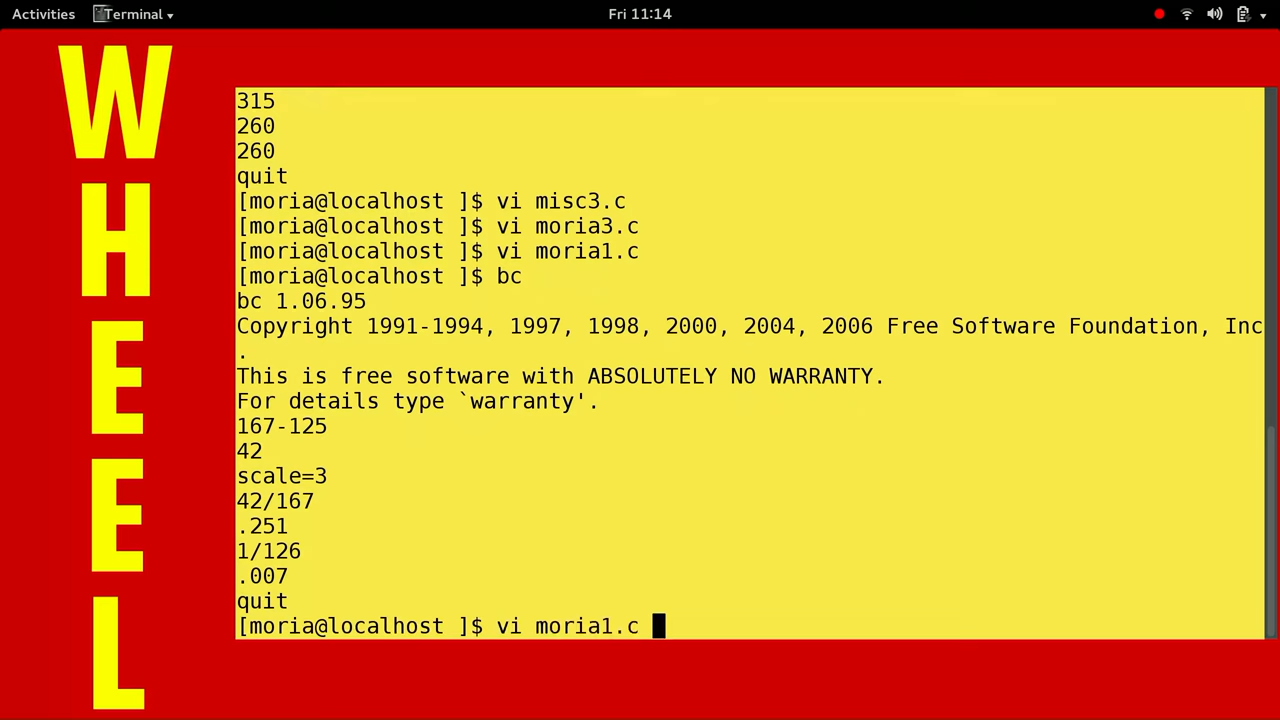 Activities Terminal Fri 11:14
WHEEL
315
260
260
quit
[moria@localhost ]$ vi misc3.c
[moria@localhost ]$ vi moria3.c
[moria@localhost ]$ vi moria1.c
[moria@localhost ]$ bc
bc 1.06.95
Copyright 1991-1994, 1997, 1998, 2000, 2004, 2006 Free Software Foundation, Inc
.
This is free software with ABSOLUTELY NO WARRANTY.
For details type `warranty'.
167-125
42
scale=3
42/167
.251
1/126
.007
quit
[moria@localhost ]$ vi moria1.c